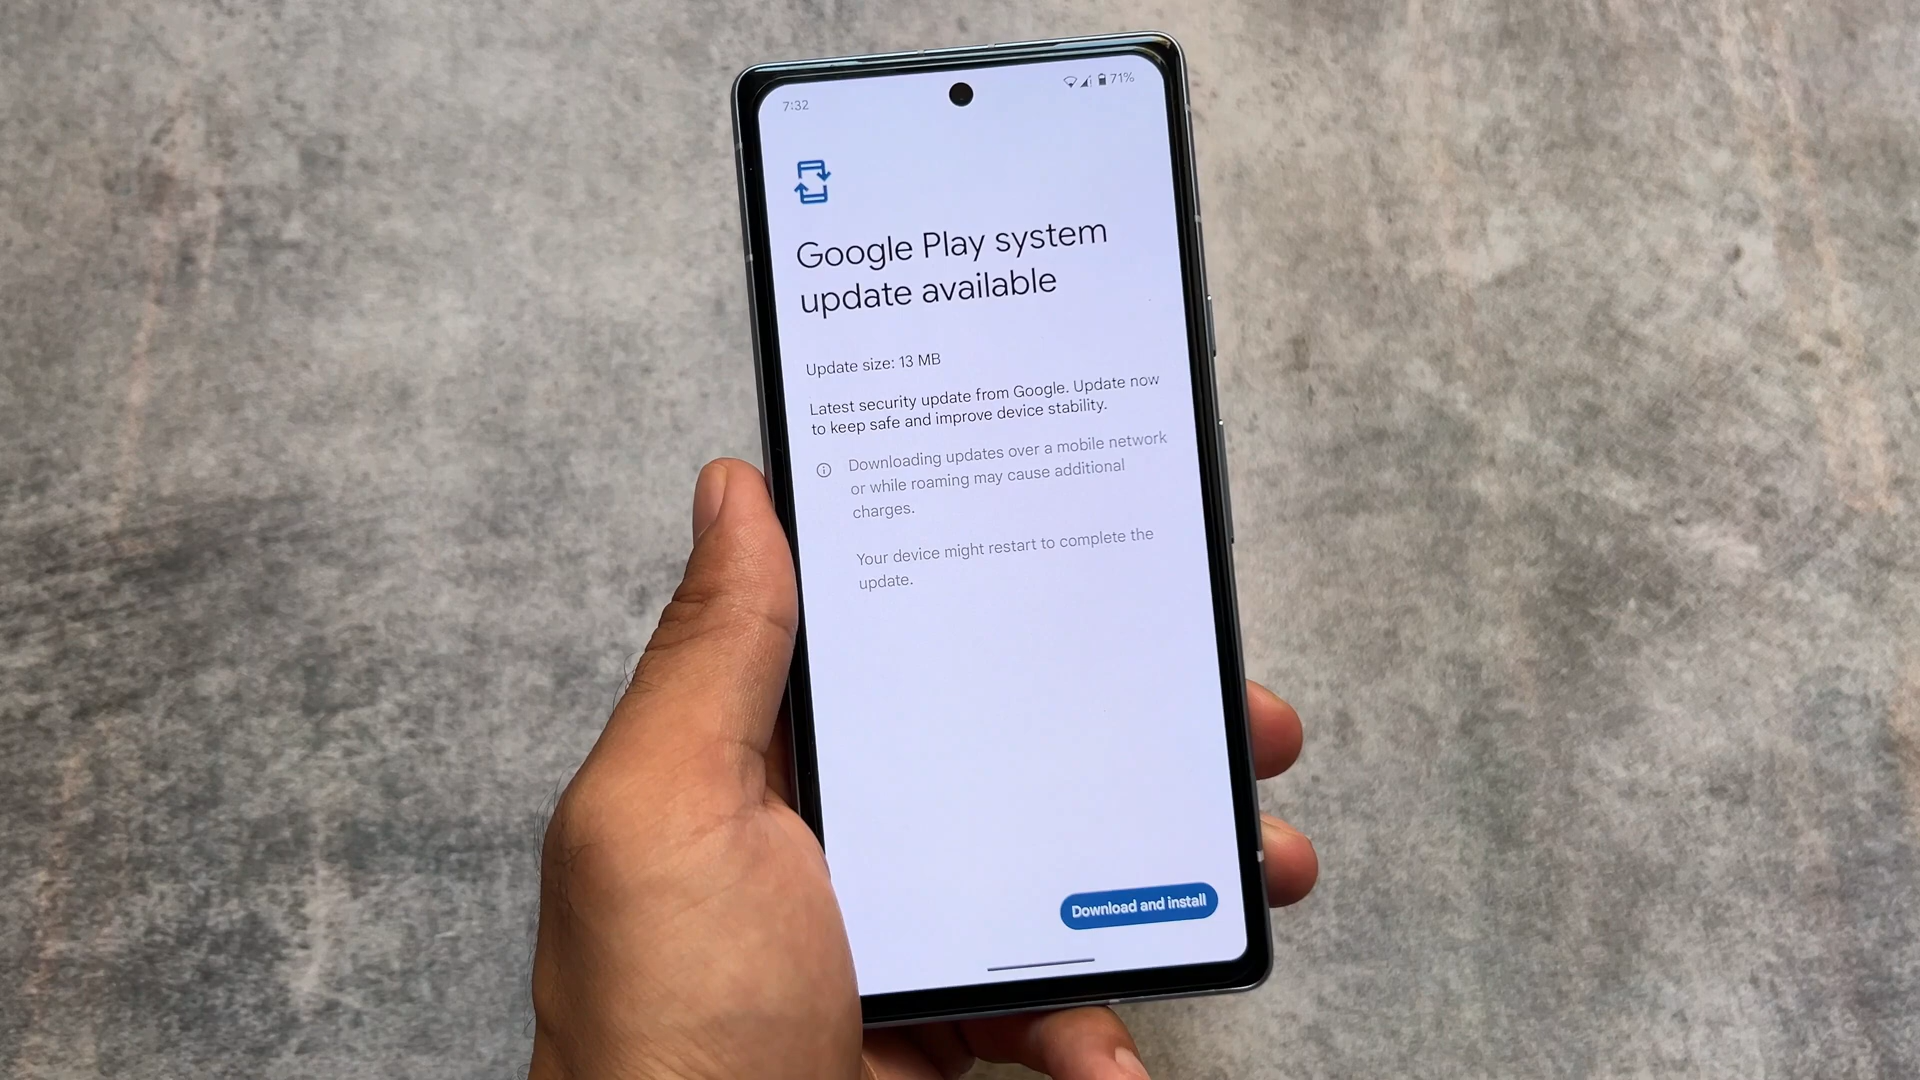 7:32
71%
Google Play system
update available
Update size: 13 MB
Latest security update from Google. Update now
to keep safe and improve device stability.
Downloading updates over a mobile network
or while roaming may cause additional
charges.
Your device might restart to complete the
update.
Download and install